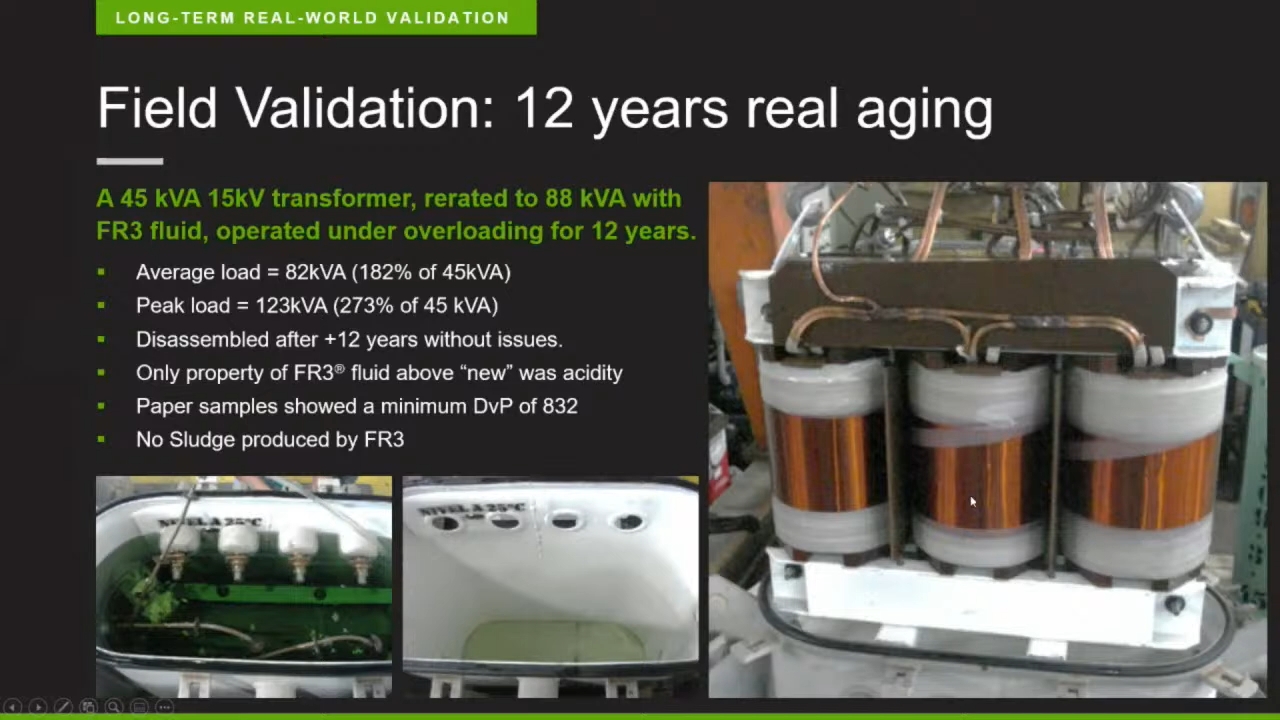 LONG-TERM REAL-WORLD VALIDATION
Field Validation: 12 years real aging
A 45 kVA 15kV transformer, rerated to 88 kVA with
FR3 fluid, operated under overloading for 12 years.
▪ Average load = 82kVA (182% of 45kVA)
▪ Peak load = 123kVA (273% of 45 kVA)
▪ Disassembled after +12 years without issues.
▪ Only property of FR3® fluid above “new” was acidity
▪ Paper samples showed a minimum DvP of 832
▪ No Sludge produced by FR3
NIVEL A 25°C
NIVEL A 25°C